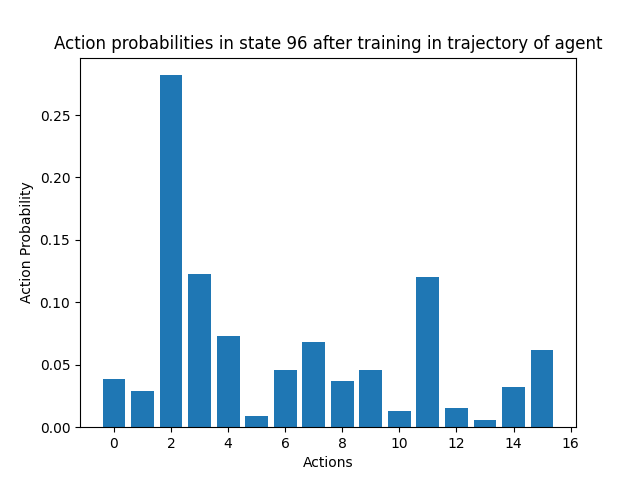 Action probabilities in state 96 after training in trajectory of agent
Action Probability
0.25
0.20
0.15
0.10
0.05
0.00
0 2 4 6 8 10 12 14 16
Actions